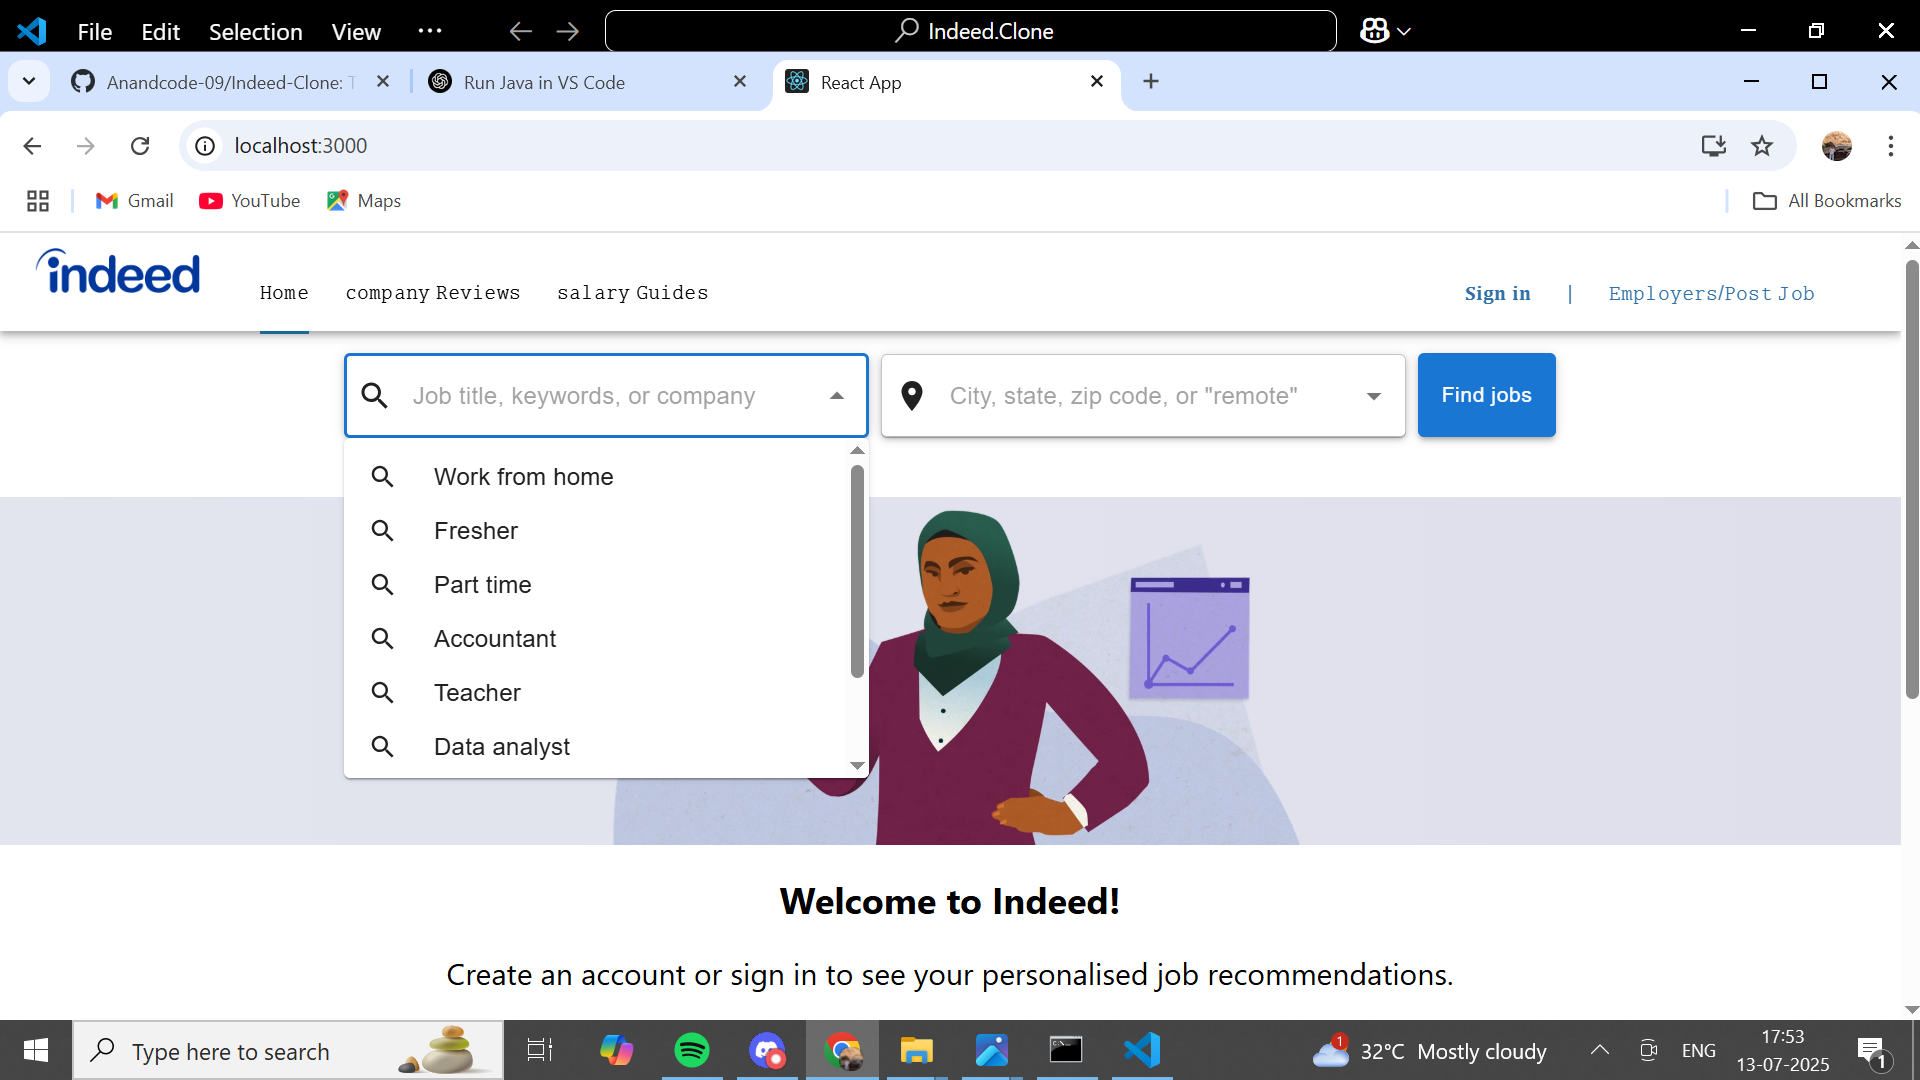 File Edit Selection View ··· Indeed.Clone
Anandcode-09/Indeed-Clone: T Run Java in VS Code React App
localhost:3000
Gmail YouTube Maps All Bookmarks
indeed Home company Reviews salary Guides Sign in | Employers/Post Job
Job title, keywords, or company City, state, zip code, or "remote" Find jobs
Work from home
Fresher
Part time
Accountant
Teacher
Data analyst
Welcome to Indeed!
Create an account or sign in to see your personalised job recommendations.
Type here to search 1 32°C Mostly cloudy ENG 17:53
13-07-2025 1